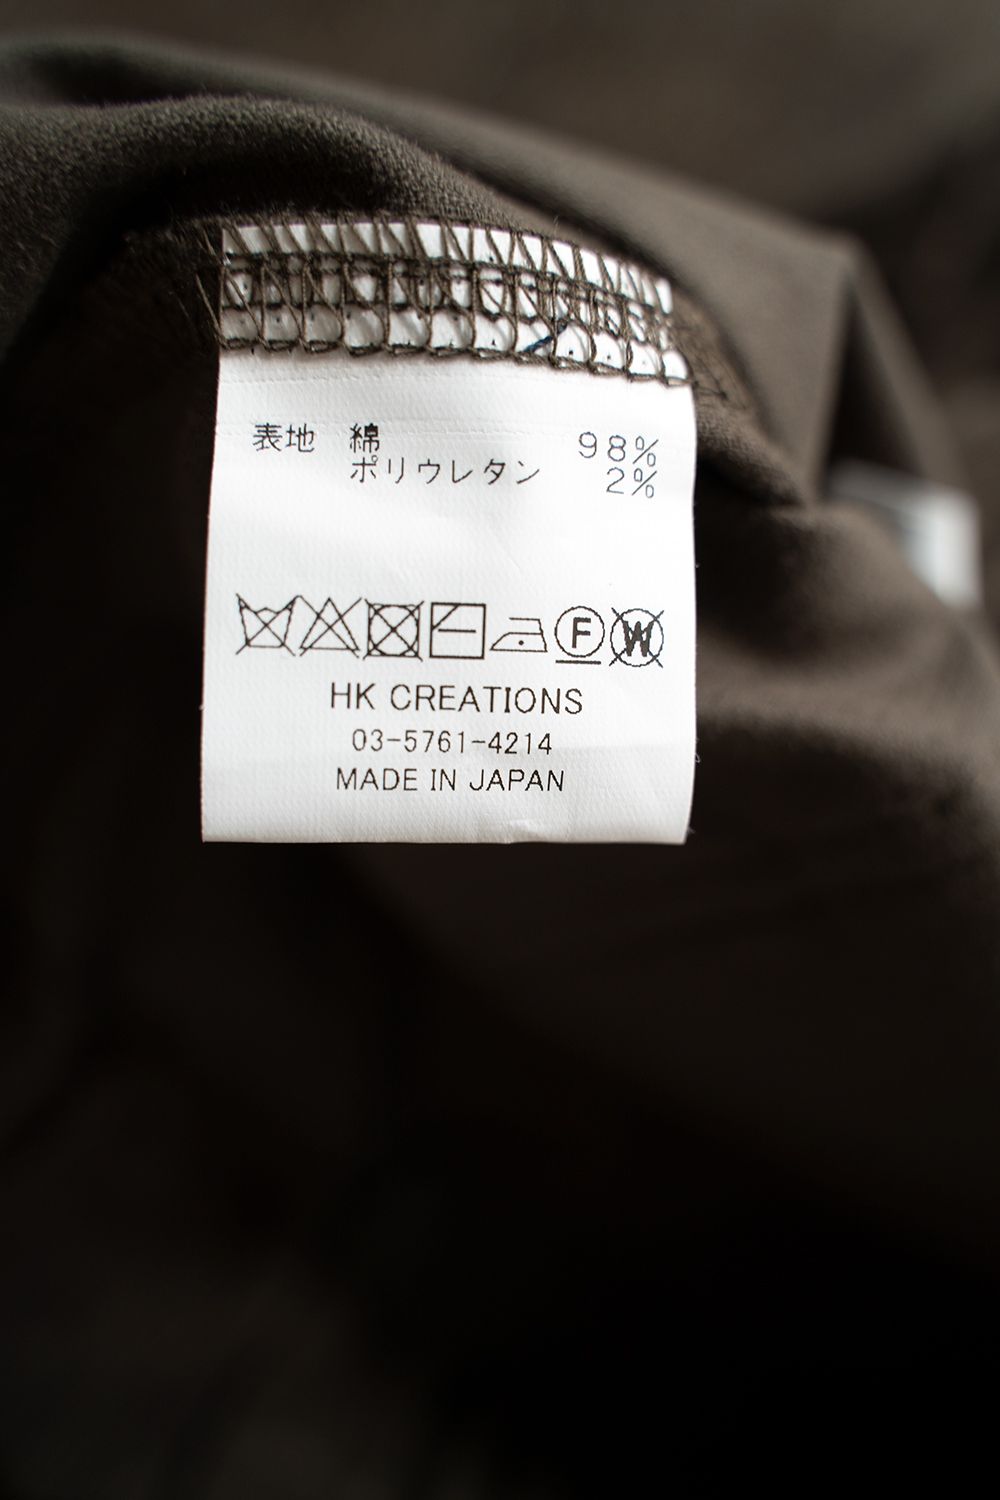 表地 綿 98%
ポリウレタン 2%
F W
HK CREATIONS
03-5761-4214
MADE IN JAPAN